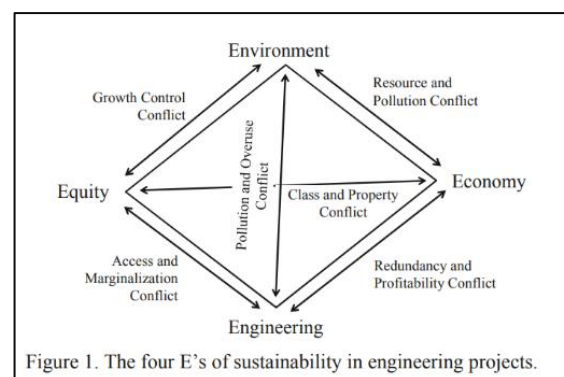 Environment
Growth Control
Conflict
Resource and
Pollution Conflict
Pollution and Overuse
Conflict
Equity
Economy
Class and Property
Conflict
Access and
Marginalization
Conflict
Redundancy and
Profitability Conflict
Engineering
Figure 1. The four E's of sustainability in engineering projects.